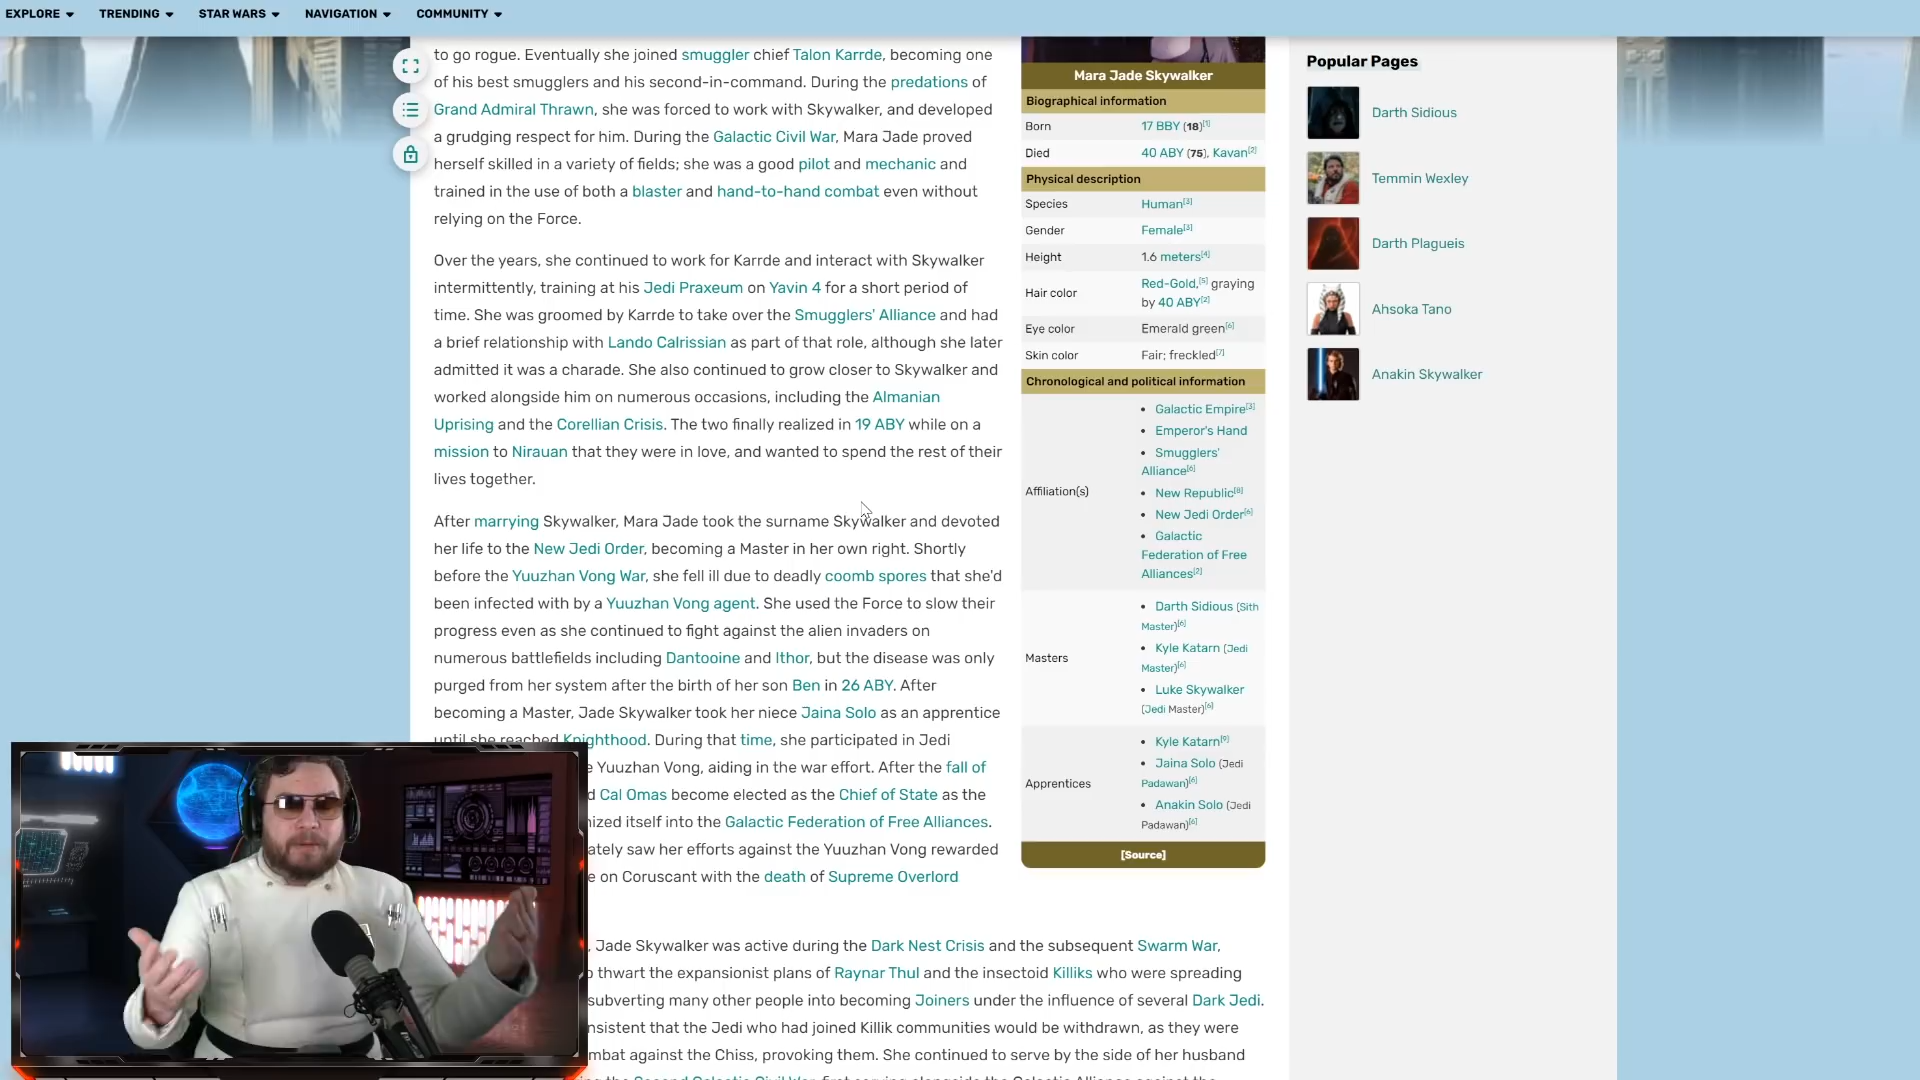 EXPLORE
TRENDING
STAR WARS
NAVIGATION
COMMUNITY
to go rogue. Eventually she joined smuggler chief Talon Karrde, becoming one
of his best smugglers and his second-in-command. During the predations of
Grand Admiral Thrawn, she was forced to work with Skywalker, and developed
a grudging respect for him. During the Galactic Civil War, Mara Jade proved
herself skilled in a variety of fields; she was a good pilot and mechanic and
trained in the use of both a blaster and hand-to-hand combat even without
relying on the Force.
Over the years, she continued to work for Karrde and interact with Skywalker
intermittently, training at his Jedi Praxeum on Yavin 4 for a short period of
time. She was groomed by Karrde to take over the Smugglers' Alliance and had
a brief relationship with Lando Calrissian as part of that role, although she later
admitted it was a charade. She also continued to grow closer to Skywalker and
worked alongside him on numerous occasions, including the Almanian
Uprising and the Corellian Crisis. The two finally realized in 19 ABY while on a
mission to Nirauan that they were in love, and wanted to spend the rest of their
lives together.
After marrying Skywalker, Mara Jade took the surname Skywalker and devoted
her life to the New Jedi Order, becoming a Master in her own right. Shortly
before the Yuuzhan Vong War, she fell ill due to deadly coomb spores that she'd
been infected with by a Yuuzhan Vong agent. She used the Force to slow their
progress even as she continued to fight against the alien invaders on
numerous battlefields including Dantooine and Ithor, but the disease was only
purged from her system after the birth of her son Ben in 26 ABY. After
becoming a Master, Jade Skywalker took her niece Jaina Solo as an apprentice
until she reached Knighthood. During that time, she participated in Jedi
e Yuuzhan Vong, aiding in the war effort. After the fall of
d Cal Omas become elected as the Chief of State as the
nized itself into the Galactic Federation of Free Alliances.
ately saw her efforts against the Yuuzhan Vong rewarded
e on Coruscant with the death of Supreme Overlord
, Jade Skywalker was active during the Dark Nest Crisis and the subsequent Swarm War,
o thwart the expansionist plans of Raynar Thul and the insectoid Killiks who were spreading
subverting many other people into becoming Joiners under the influence of several Dark Jedi.
nsistent that the Jedi who had joined Killik communities would be withdrawn, as they were
mbat against the Chiss, provoking them. She continued to serve by the side of her husband
Mara Jade Skywalker
Biographical information
Born 17 BBY (18)[1]
Died 40 ABY (75), Kavan[2]
Physical description
Species Human[3]
Gender Female[3]
Height 1.6 meters[4]
Hair color Red-Gold,[5] graying
by 40 ABY[2]
Eye color Emerald green[6]
Skin color Fair; freckled[7]
Chronological and political information
Affiliation(s)
• Galactic Empire[3]
• Emperor's Hand
• Smugglers'
Alliance[6]
• New Republic[8]
• New Jedi Order[6]
• Galactic
Federation of Free
Alliances[2]
Masters
• Darth Sidious (Sith
Master)[6]
• Kyle Katarn (Jedi
Master)[6]
• Luke Skywalker
(Jedi Master)[6]
Apprentices
• Kyle Katarn[9]
• Jaina Solo (Jedi
Padawan)[6]
• Anakin Solo (Jedi
Padawan)[6]
[Source]
Popular Pages
Darth Sidious
Temmin Wexley
Darth Plagueis
Ahsoka Tano
Anakin Skywalker